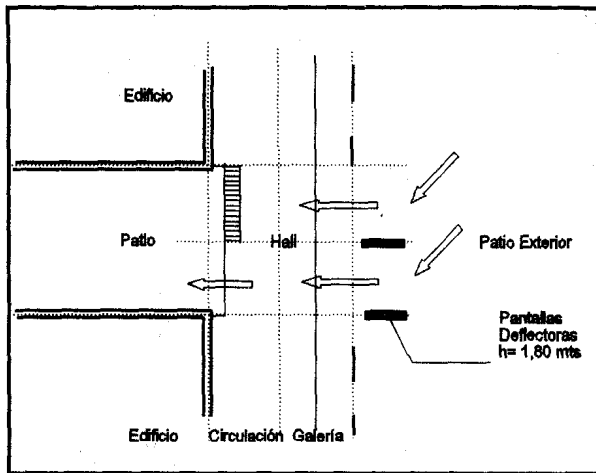 Edificio
Patio
Hall
Patio Exterior
Pantallas
Deflectoras
h= 1,80 mts
Edificio
Circulación
Galería